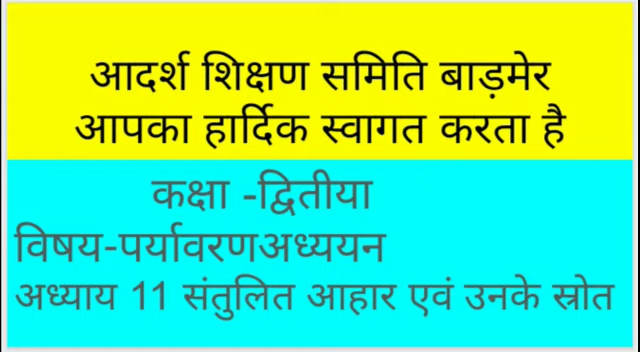 आदर्श शिक्षण समिति बाड़मेर
आपका हार्दिक स्वागत करता है
कक्षा -द्वितीया
विषय-पर्यावरणअध्ययन
अध्याय 11 संतुलित आहार एवं उनके स्रोत